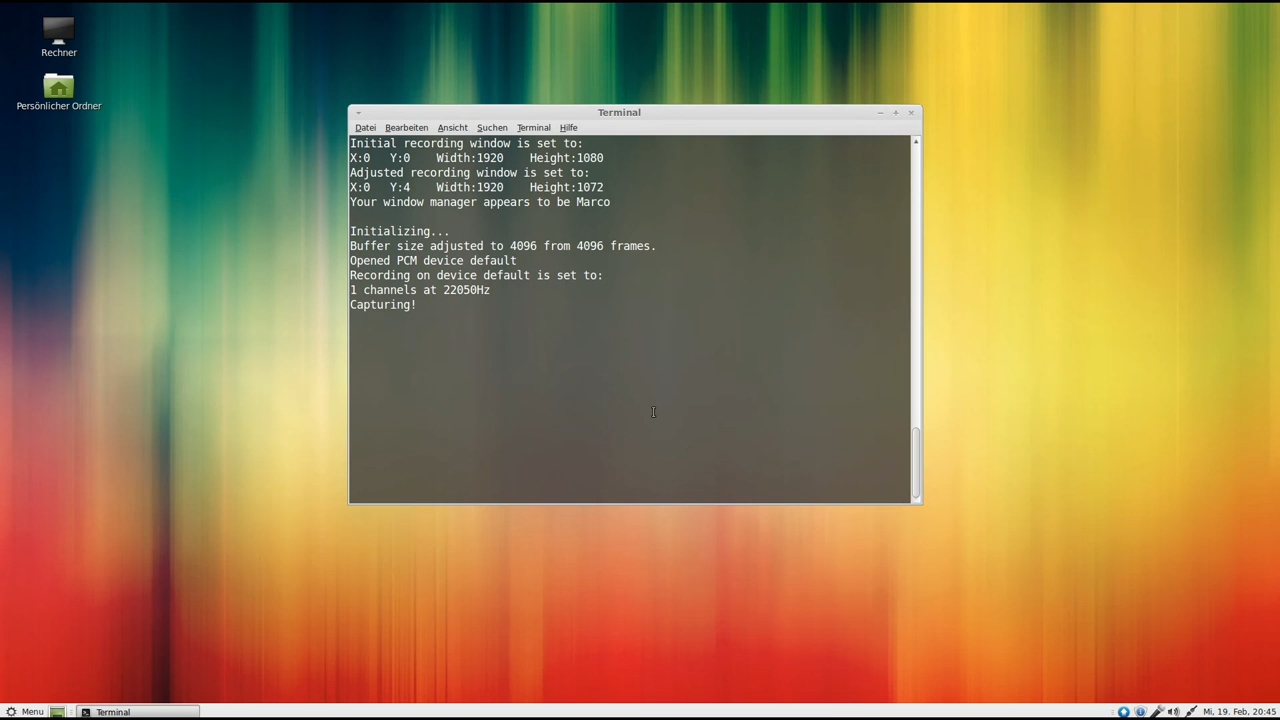 Rechner
Persönlicher Ordner
Terminal
Datei Bearbeiten Ansicht Suchen Terminal Hilfe
Initial recording window is set to:
X:0 Y:0 Width:1920 Height:1080
Adjusted recording window is set to:
X:0 Y:4 Width:1920 Height:1072
Your window manager appears to be Marco
Initializing...
Buffer size adjusted to 4096 from 4096 frames.
Opened PCM device default
Recording on device default is set to:
1 channels at 22050Hz
Capturing!
Menu Terminal Mi, 19. Feb, 20:45